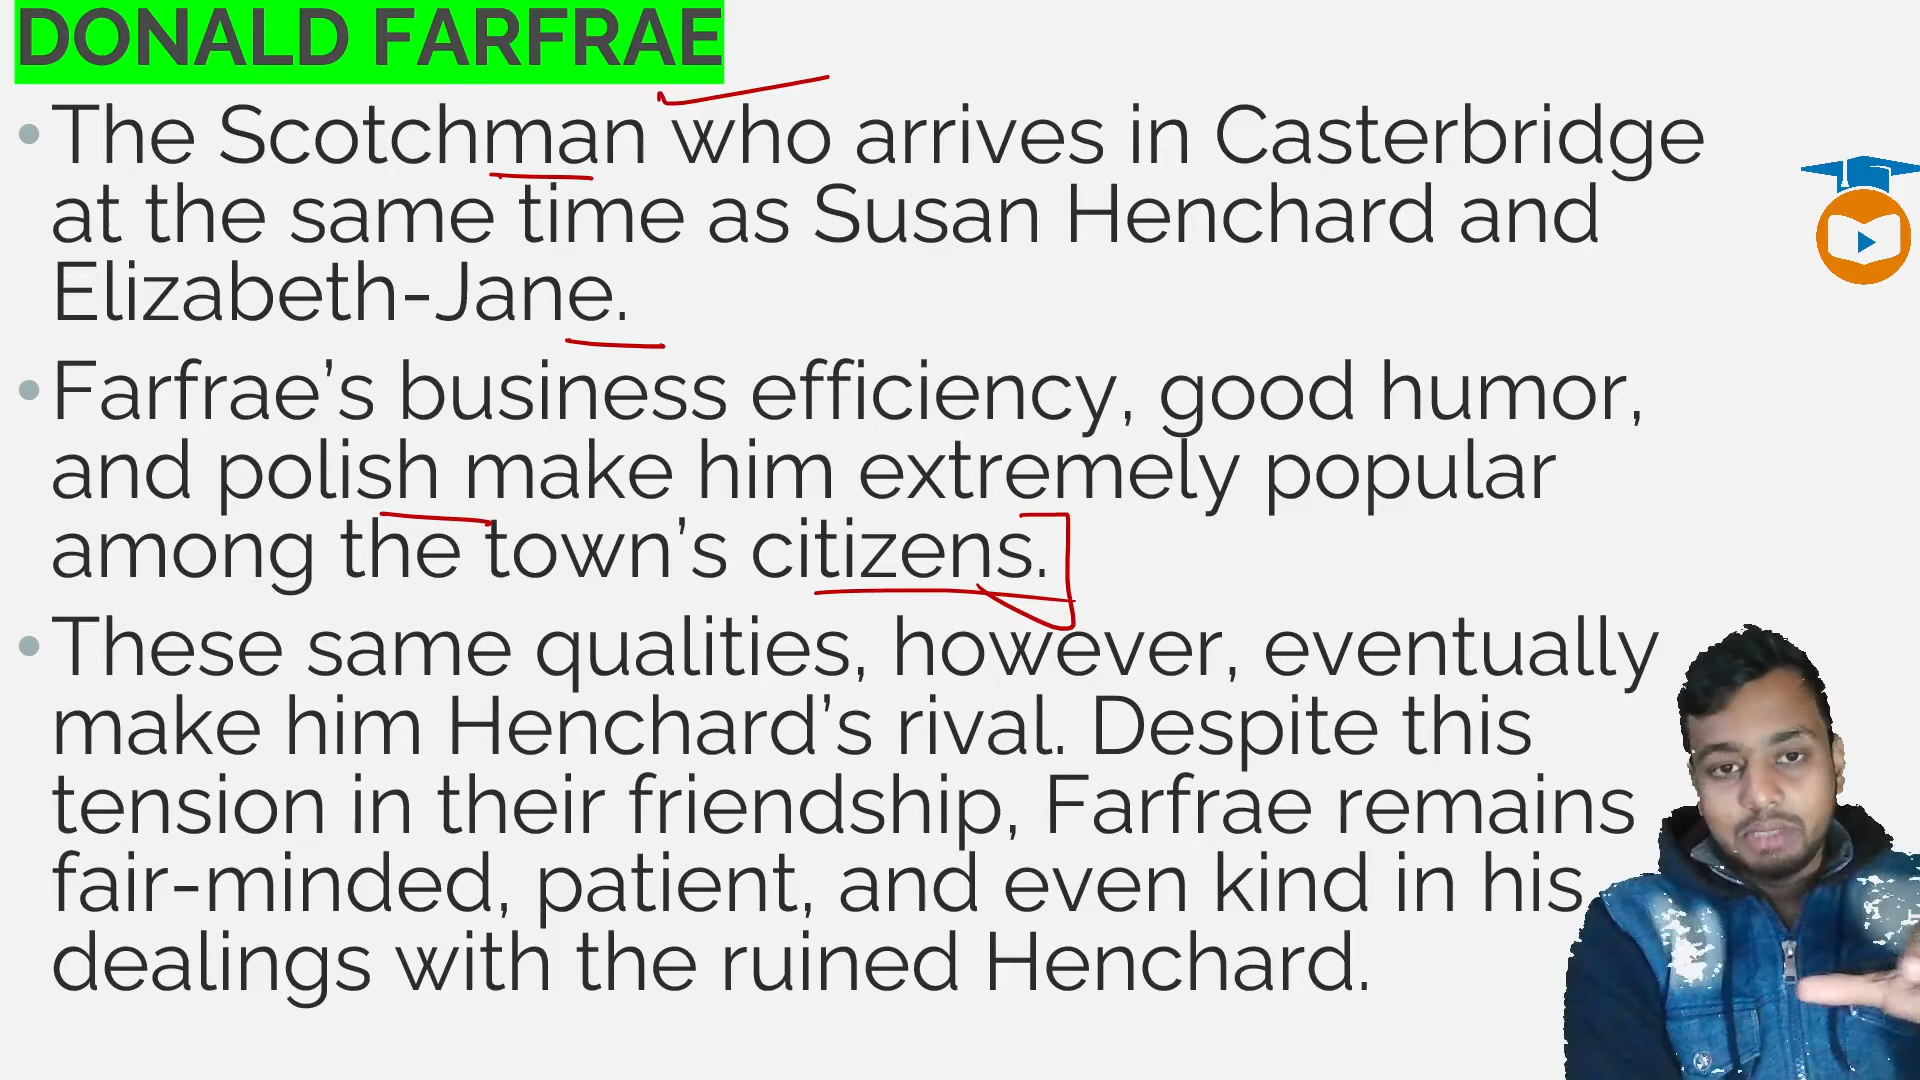 DONALD FARFRAE
• The Scotchman who arrives in Casterbridge
at the same time as Susan Henchard and
Elizabeth-Jane.
• Farfrae’s business efficiency, good humor,
and polish make him extremely popular
among the town’s citizens.
• These same qualities, however, eventually
make him Henchard’s rival. Despite this
tension in their friendship, Farfrae remains
fair-minded, patient, and even kind in his
dealings with the ruined Henchard.